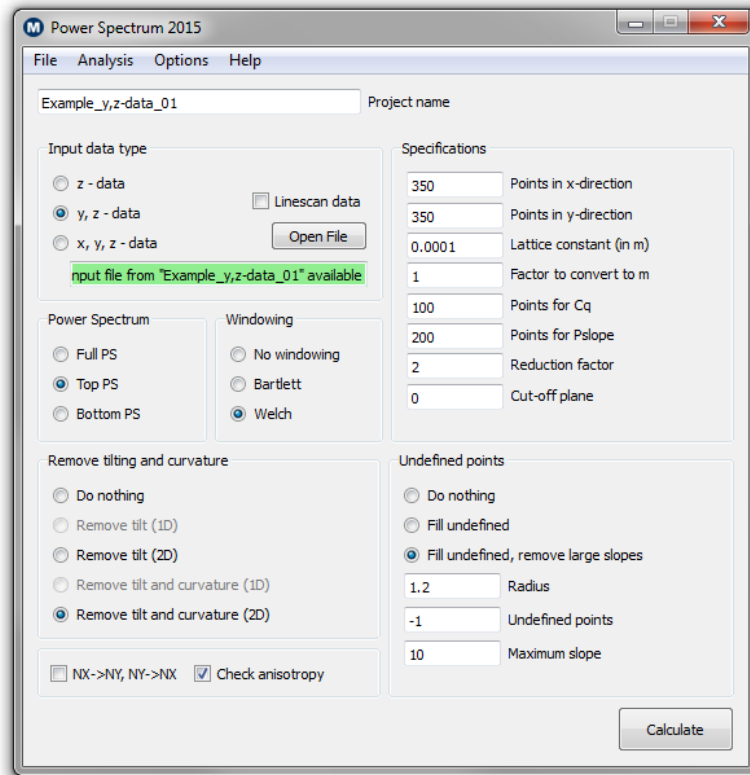 M Power Spectrum 2015
File Analysis Options Help
Example_y,z-data_01 Project name
Input data type
z - data
y, z - data
x, y, z - data
Linescan data
Open File
nput file from "Example_y,z-data_01" available
Specifications
350 Points in x-direction
350 Points in y-direction
0.0001 Lattice constant (in m)
1 Factor to convert to m
100 Points for Cq
200 Points for Pslope
2 Reduction factor
0 Cut-off plane
Power Spectrum
Full PS
Top PS
Bottom PS
Windowing
No windowing
Bartlett
Welch
Remove tilting and curvature
Do nothing
Remove tilt (1D)
Remove tilt (2D)
Remove tilt and curvature (1D)
Remove tilt and curvature (2D)
Undefined points
Do nothing
Fill undefined
Fill undefined, remove large slopes
1.2 Radius
-1 Undefined points
10 Maximum slope
NX->NY, NY->NX Check anisotropy
Calculate